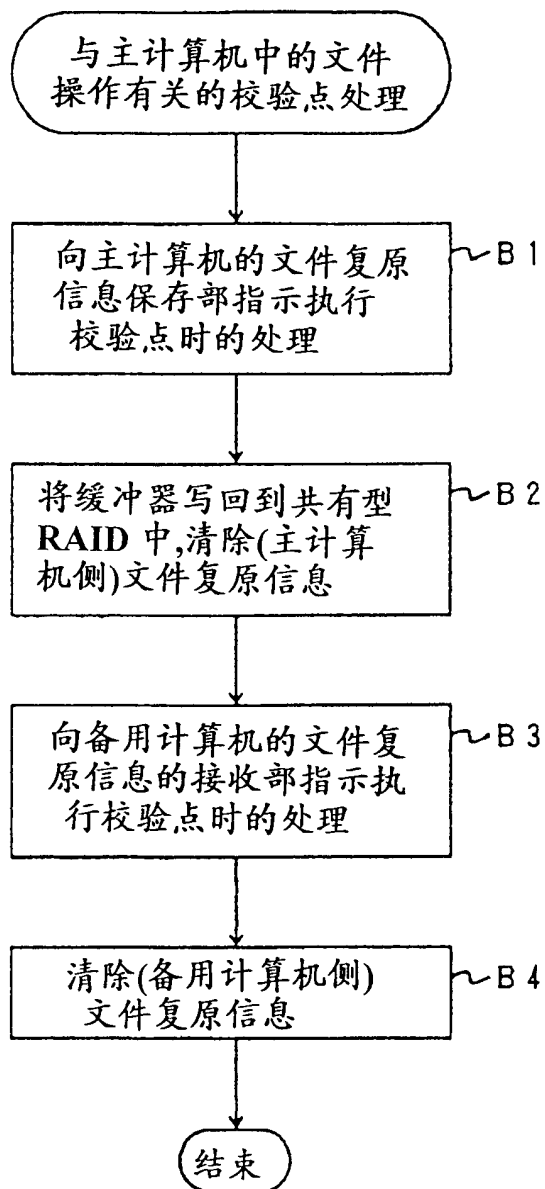 与主计算机中的文件
操作有关的校验点处理
向主计算机的文件复原
信息保存部指示执行
校验点时的处理
B1
将缓冲器写回到共有型
RAID 中,清除(主计算
机侧)文件复原信息
B2
向备用计算机的文件复
原信息的接收部指示执
行校验点时的处理
B3
清除(备用计算机侧)
文件复原信息
B4
结束